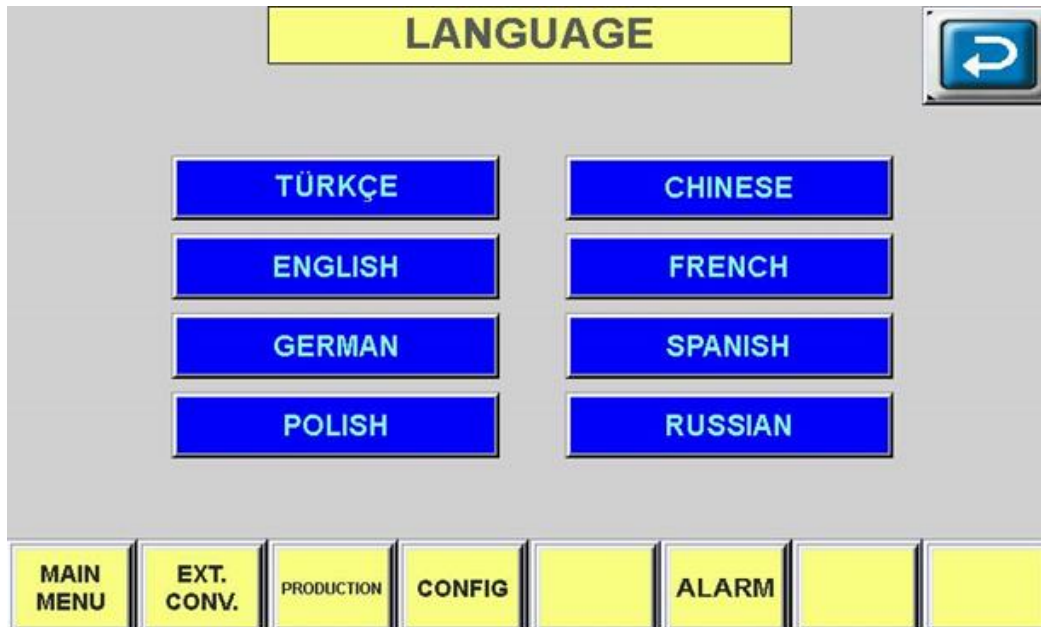 LANGUAGE
TÜRKÇE
CHINESE
ENGLISH
FRENCH
GERMAN
SPANISH
POLISH
RUSSIAN
MAIN
MENU
EXT.
CONV.
PRODUCTION
CONFIG
ALARM